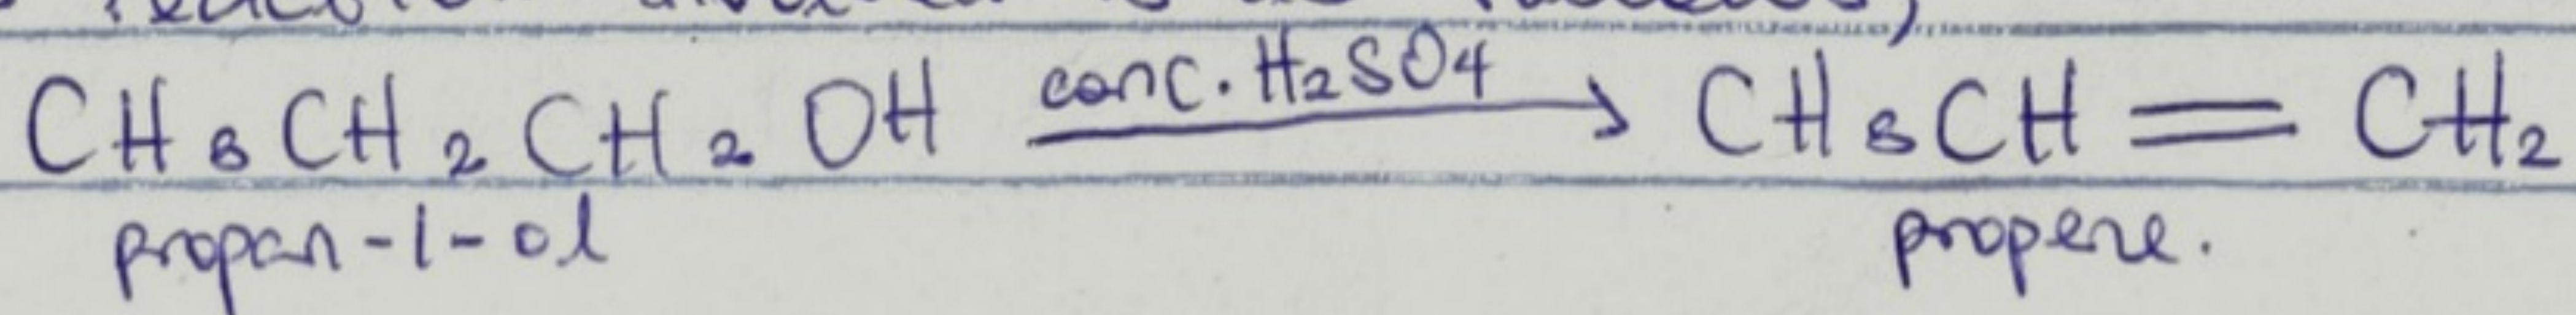 CH3CH2CH2OH conc. H2SO4 → CH3CH = CH2
propan-1-ol propene.